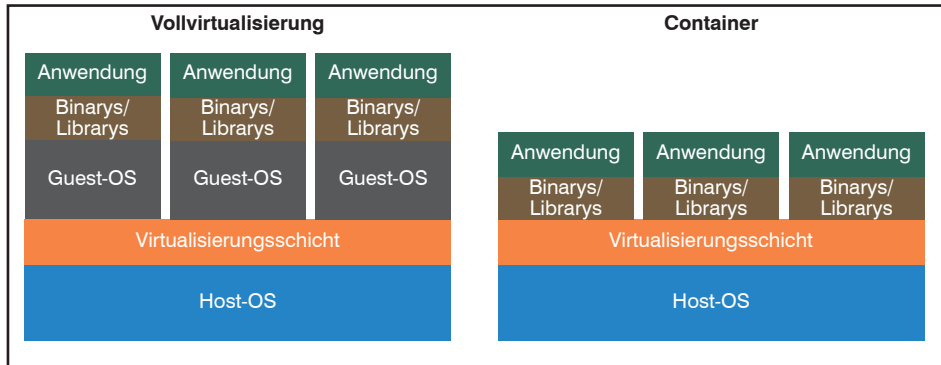 Vollvirtualisierung
Anwendung
Binarys/
Librarys
Guest-OS
Anwendung
Binarys/
Librarys
Guest-OS
Anwendung
Binarys/
Librarys
Guest-OS
Virtualisierungsschicht
Host-OS
Container
Anwendung
Binarys/
Librarys
Anwendung
Binarys/
Librarys
Anwendung
Binarys/
Librarys
Virtualisierungsschicht
Host-OS